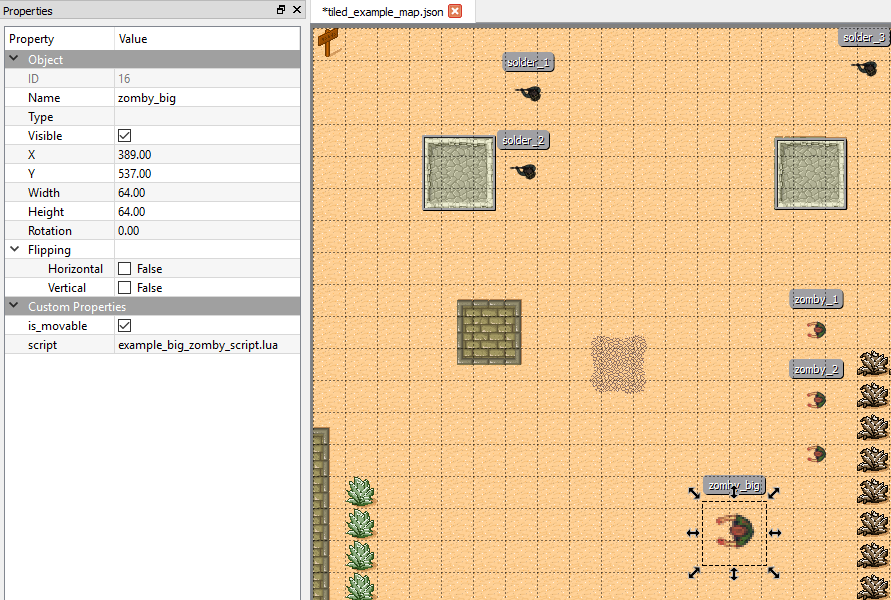 Properties
*tiled_example_map.json
Property Value
Object
ID 16
Name zomby_big
Type
Visible
X 389.00
Y 537.00
Width 64.00
Height 64.00
Rotation 0.00
Flipping
Horizontal False
Vertical False
Custom Properties
is_movable
script example_big_zomby_script.lua
solder_1
solder_3
solder_2
zomby_1
zomby_2
zomby_big